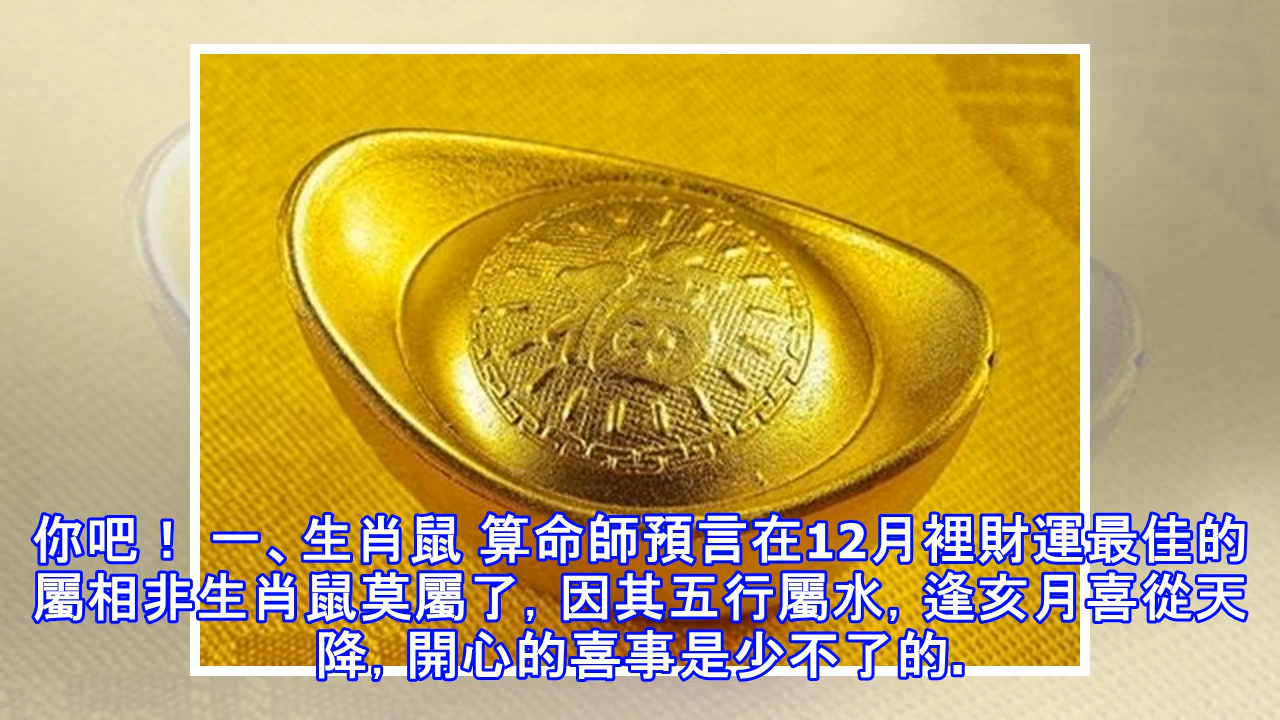 你吧！ 一、生肖鼠 算命師預言在12月裡財運最佳的
屬相非生肖鼠莫屬了, 因其五行屬水, 逢亥月喜從天
降, 開心的喜事是少不了的.